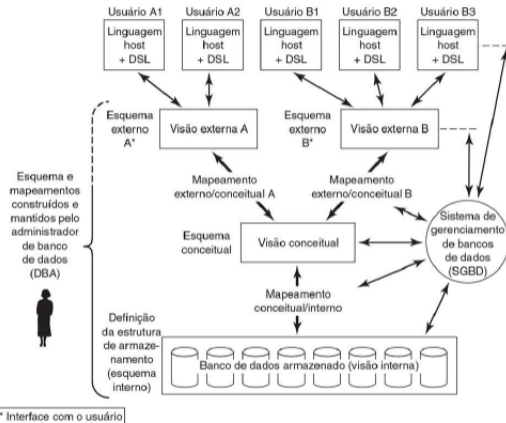 Usuário A1
Usuário A2
Usuário B1
Usuário B2
Usuário B3
Linguagem
host
+ DSL
Linguagem
host
+ DSL
Linguagem
host
+ DSL
Linguagem
host
+ DSL
Linguagem
host
+ DSL
Esquema
externo
A*
Visão externa A
Esquema
externo
B*
Visão externa B
Esquema e
mapeamentos
construídos e
mantidos pelo
administrador
de banco
de dados
(DBA)
Mapeamento
externo/conceitual A
Mapeamento
externo/conceitual B
Sistema de
gerenciamento
de bancos
de dados
(SGBD)
Esquema
conceitual
Visão conceitual
Mapeamento
conceitual/interno
Definição
da estrutura
de armaze-
namento
(esquema
interno)
Banco de dados armazenado (visão interna)
* Interface com o usuário